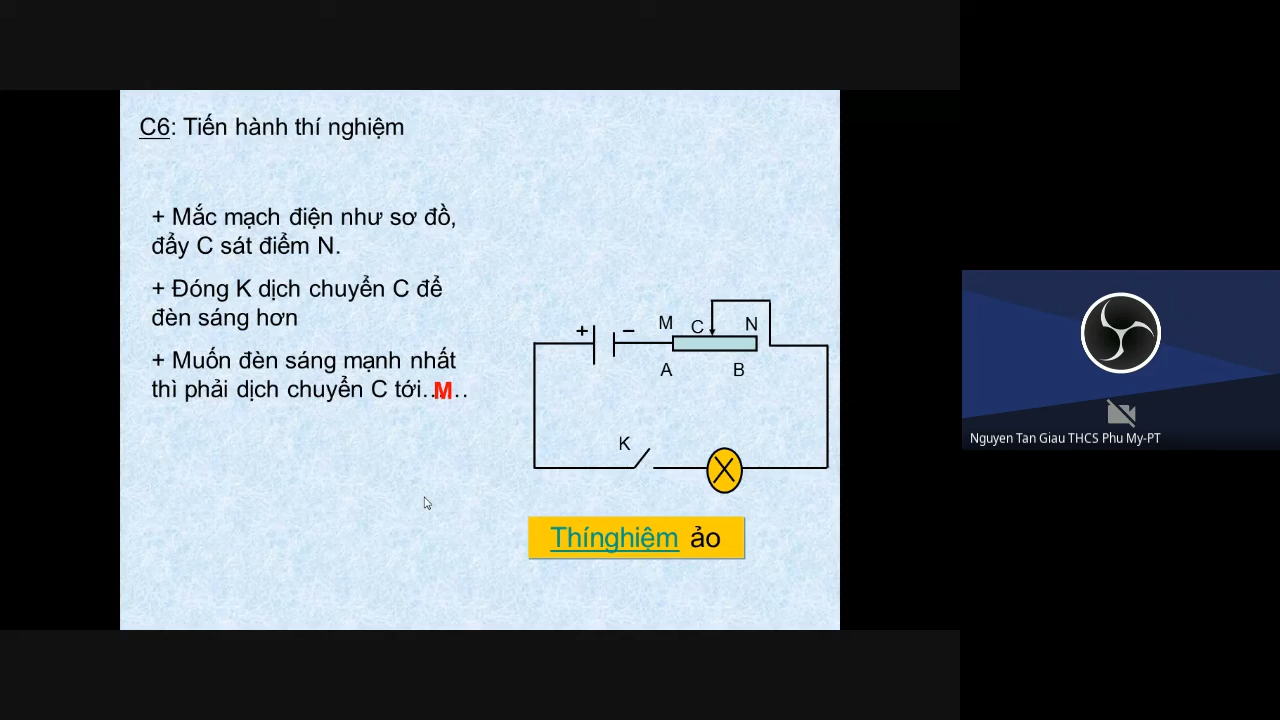 C6: Tiến hành thí nghiệm
+ Mắc mạch điện như sơ đồ,
đẩy C sát điểm N.
+ Đóng K dịch chuyển C để
đèn sáng hơn
+ Muốn đèn sáng mạnh nhất
thì phải dịch chuyển C tới..M...
+ −
M C N
A B
K
Thínghiệm ảo
Nguyen Tan Giau THCS Phu My-PT